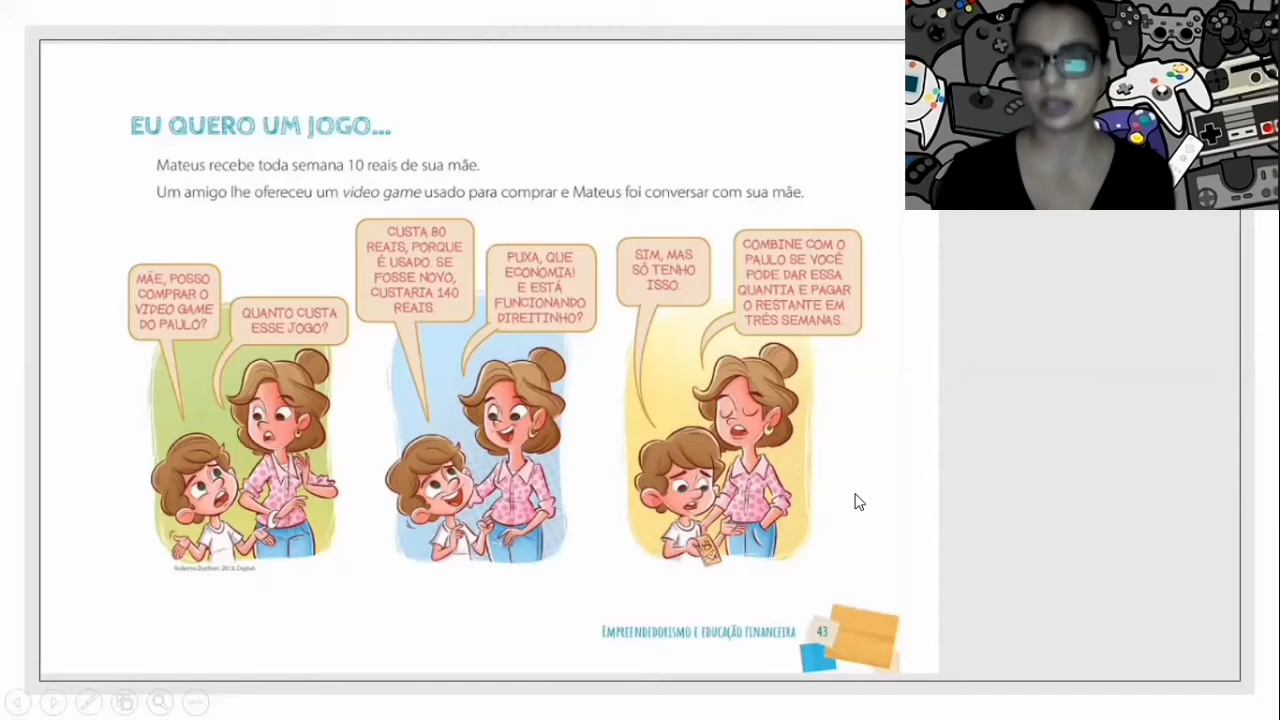 EU QUERO UM JOGO...
Mateus recebe toda semana 10 reais de sua mãe.
Um amigo lhe ofereceu um video game usado para comprar e Mateus foi conversar com sua mãe.
MÃE, POSSO
COMPRAR O
VIDEO GAME
DO PAULO?
QUANTO CUSTA
ESSE JOGO?
CUSTA 80
REAIS, PORQUE
É USADO. SE
FOSSE NOVO,
CUSTARIA 140
REAIS.
PUXA, QUE
ECONOMIA!
E ESTÁ
FUNCIONANDO
DIREITINHO?
SIM, MAS
SÓ TENHO
ISSO.
COMBINE COM O
PAULO SE VOCÊ
PODE DAR ESSA
QUANTIA E PAGAR
O RESTANTE EM
TRÊS SEMANAS.
EMPREENDEDORISMO E EDUCAÇÃO FINANCEIRA
43